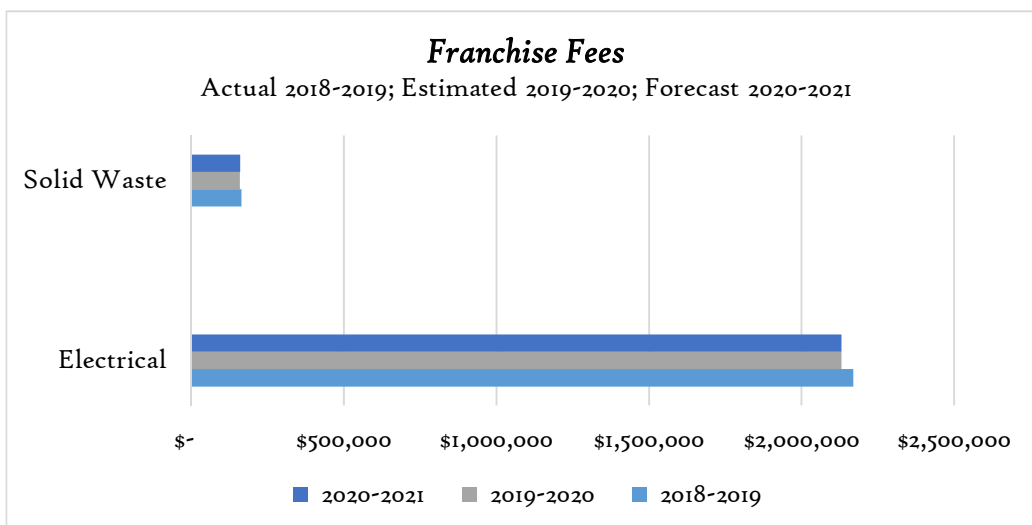 Franchise Fees
Actual 2018-2019; Estimated 2019-2020; Forecast 2020-2021
Solid Waste
Electrical
$- $500,000 $1,000,000 $1,500,000 $2,000,000 $2,500,000
2020-2021 2019-2020 2018-2019